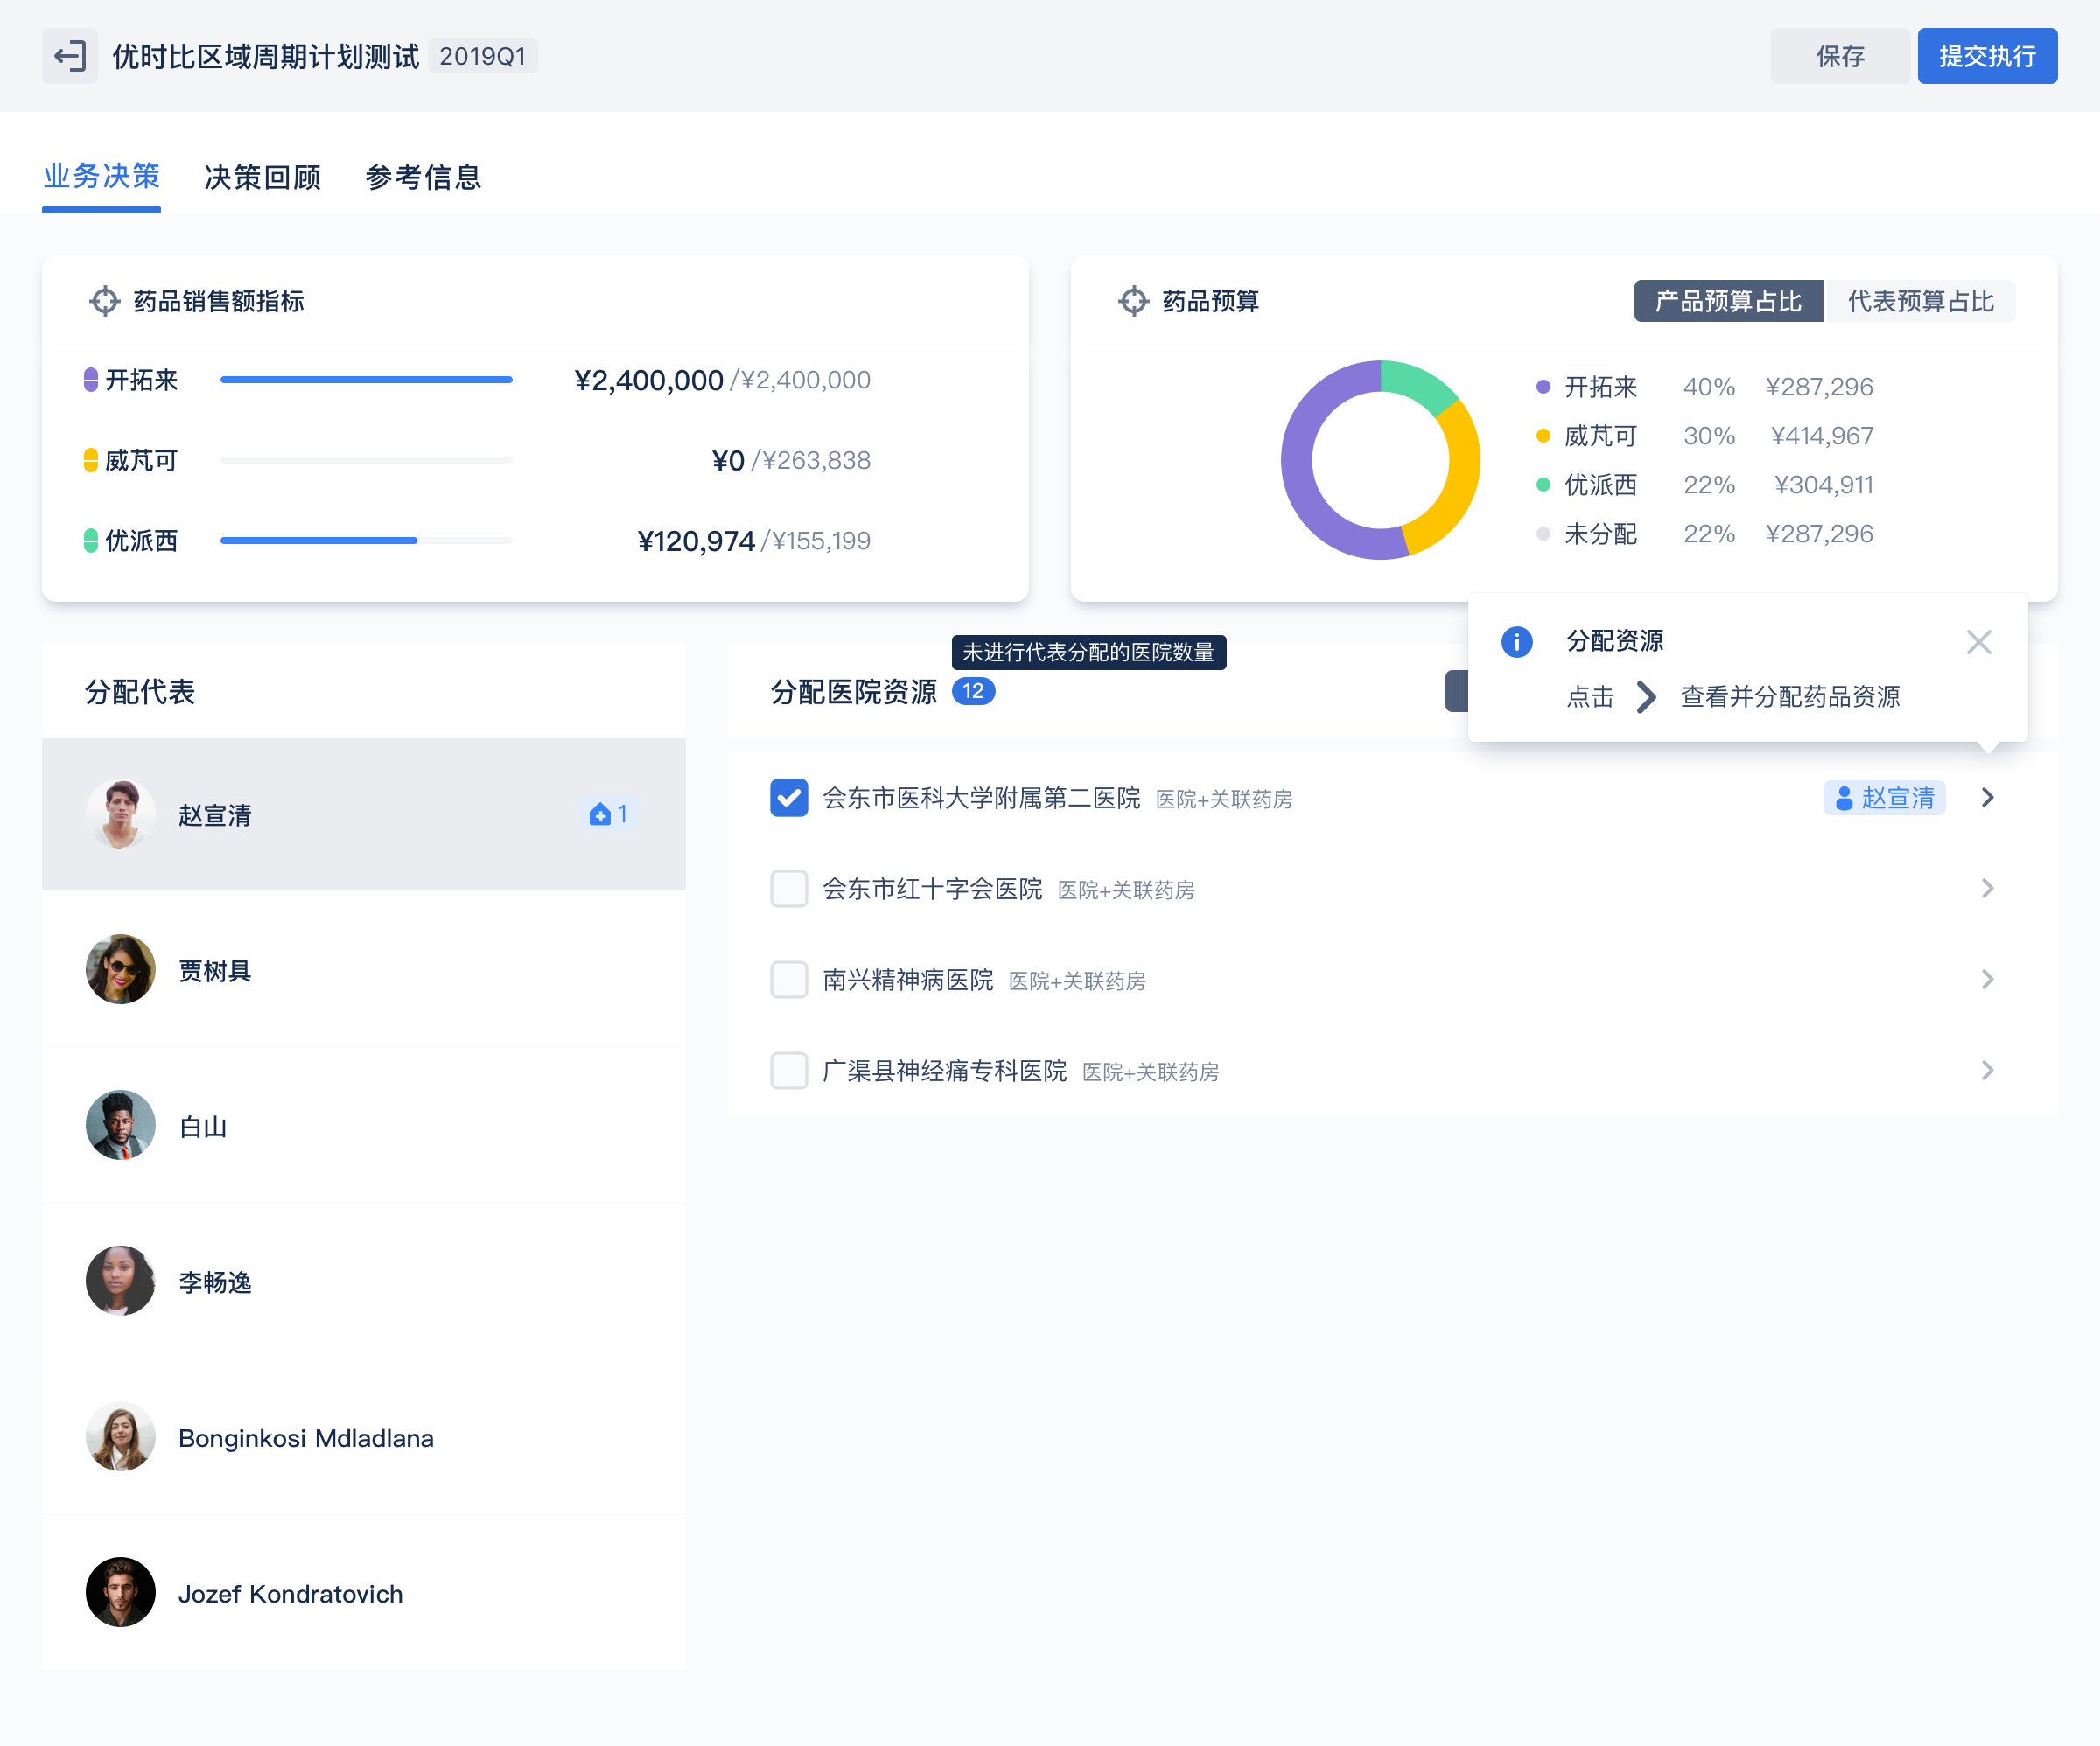 优时比区域周期计划测试 2019Q1 保存 提交执行
业务决策 决策回顾 参考信息
药品销售额指标
开拓来 ¥2,400,000/¥2,400,000
威芃可 ¥0/¥263,838
优派西 ¥120,974/¥155,199
药品预算 产品预算占比 代表预算占比
开拓来 40% ¥287,296
威芃可 30% ¥414,967
优派西 22% ¥304,911
未分配 22% ¥287,296
分配代表
赵宣清 1
贾树具
白山
李畅逸
Bonginkosi Mdladlana
Jozef Kondratovich
未进行代表分配的医院数量
分配医院资源 12
分配资源
点击 查看并分配药品资源
会东市医科大学附属第二医院 医院+关联药房 赵宣清
会东市红十字会医院 医院+关联药房
南兴精神病医院 医院+关联药房
广渠县神经痛专科医院 医院+关联药房